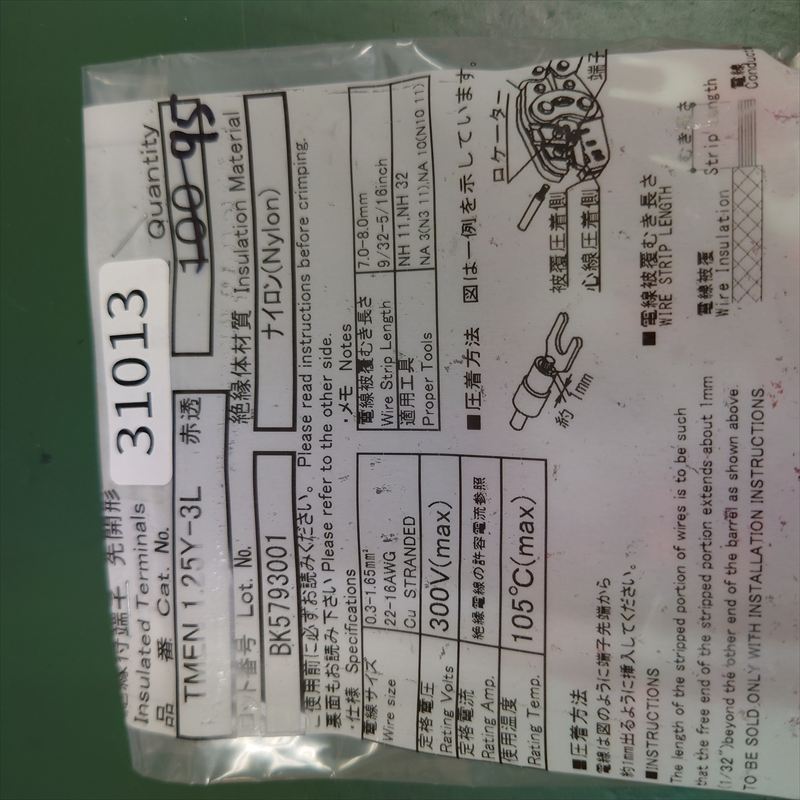 端子 先開形
Insulated Terminals
品 番 Cat. No.
TMEN 1.25Y-3L 赤透
31013
Quantity
100 95
ロット番号 Lot. No.
BK5793001
絶縁体材質 Insulation Material
ナイロン(Nylon)
ご使用前に必ずお読みください。 Please read instructions before crimping.
裏面もお読み下さい Please refer to the other side.
・仕様 Specifications
電線サイズ
Wire size
0.3-1.65mm²
22-16AWG
Cu STRANDED
定格電圧
Rating Volts
300V(max)
定格電流
Rating Amp.
絶縁電線の許容電流参照
使用温度
Rating Temp.
105℃(max)
・メモ Notes
電線被覆むき長さ
Wire Strip Length
7.0-8.0mm
9/32-5/16inch
適用工具
Proper Tools
NH 11,NH 32
NA 3(N3 11),NA 10(N10 11)
■圧着方法 図は一例を示しています。
約1mm
ロケーター
端子
被覆圧着側
心線圧着側
■圧着方法
電線は図のように端子先端から
約1mm出るように挿入してください。
■INSTRUCTIONS
The length of the stripped portion of wires is to be such
that the free end of the stripped portion extends about 1mm
(1/32")beyond the other end of the barrel as shown above.
TO BE SOLD ONLY WITH INSTALLATION INSTRUCTIONS.
■電線被覆むき長さ
WIRE STRIP LENGTH
電線被覆
Wire Insulation
むき長さ
Strip Length
電線
Conduct